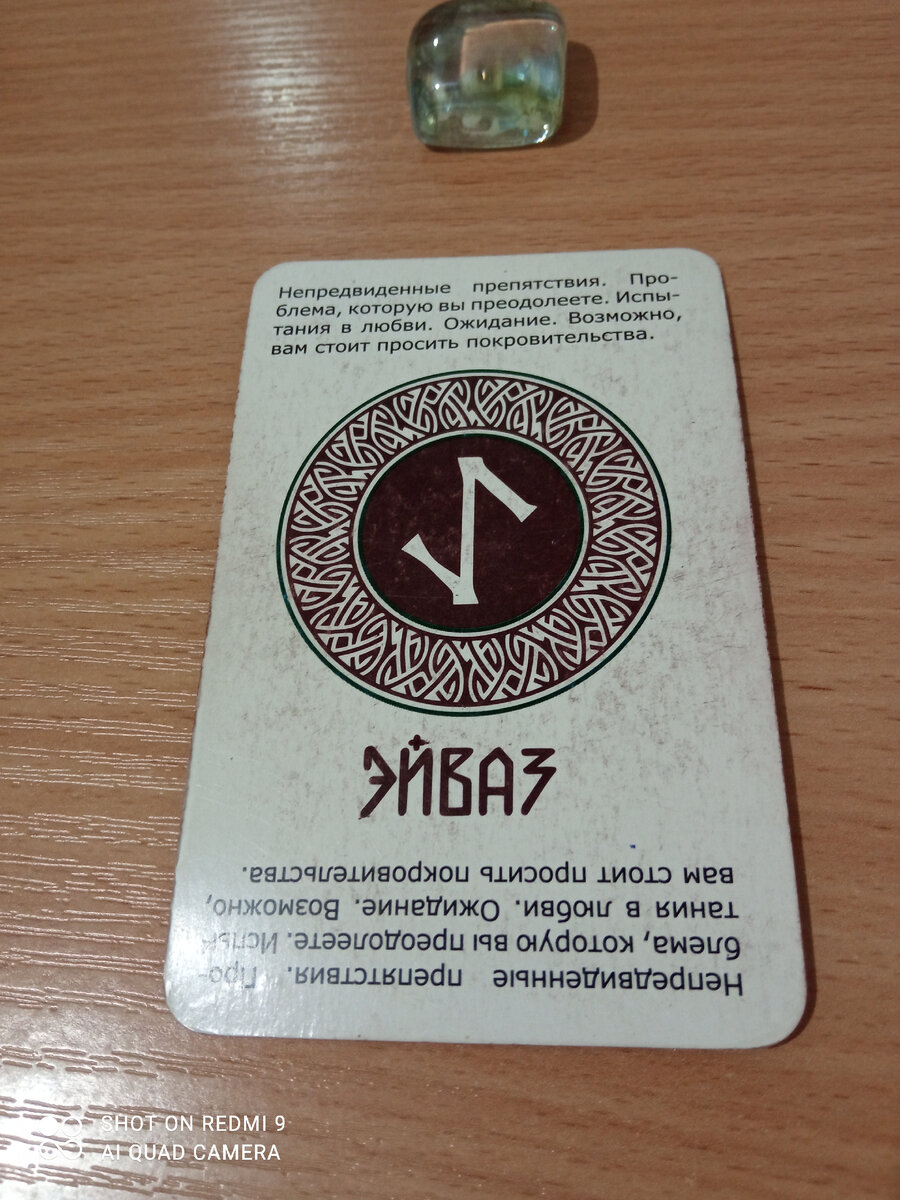 Непредвиденные препятствия. Про-
блема, которую вы преодолеете. Испы-
тания в любви. Ожидание. Возможно,
вам стоит просить покровительства.
ЭЙВАЗ
Непредвиденные препятствия. Про-
блема, которую вы преодолеете. Испы-
тания в любви. Ожидание. Возможно,
вам стоит просить покровительства.
SHOT ON REDMI 9
AI QUAD CAMERA